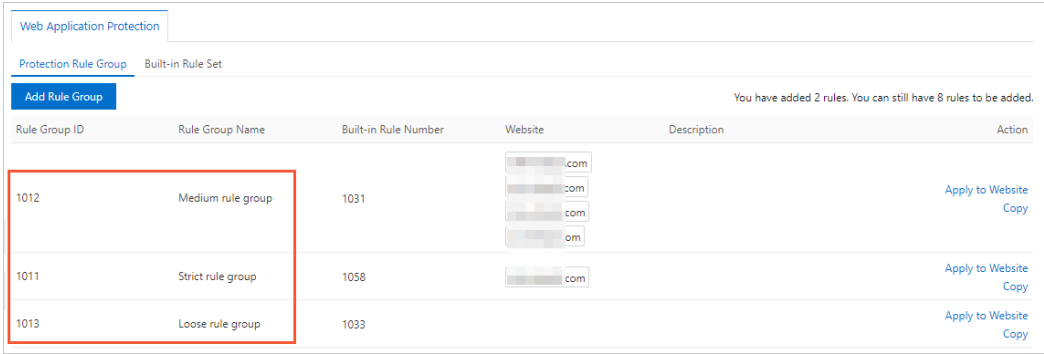 Web Application Protection
Protection Rule Group Built-in Rule Set
Add Rule Group You have added 2 rules. You can still have 8 rules to be added.
Rule Group ID Rule Group Name Built-in Rule Number Website Description Action
.com
1012 Medium rule group 1031 com Apply to Website
com Copy
om
1011 Strict rule group 1058 .com Apply to Website
Copy
1013 Loose rule group 1033 Apply to Website
Copy